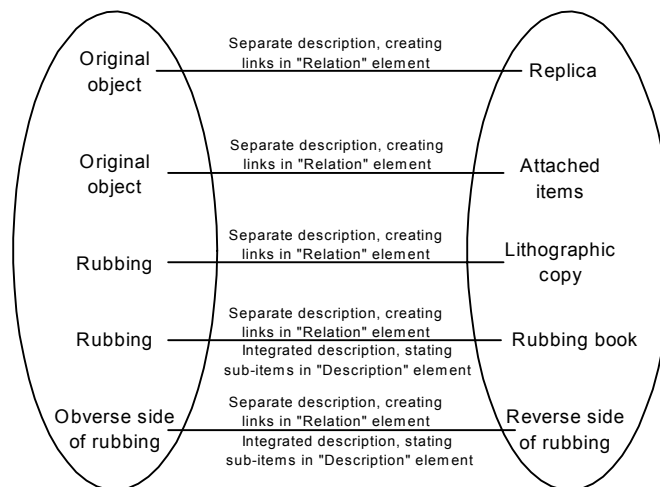 Separate description, creating
links in "Relation" element
Original
object
Replica
Separate description, creating
links in "Relation" element
Original
object
Attached
items
Separate description, creating
links in "Relation" element
Rubbing
Lithographic
copy
Separate description, creating
links in "Relation" element
Rubbing
Rubbing book
Integrated description, stating
sub-items in "Description" element
Separate description, creating
links in "Relation" element
Obverse side
of rubbing
Reverse side
of rubbing
Integrated description, stating
sub-items in "Description" element